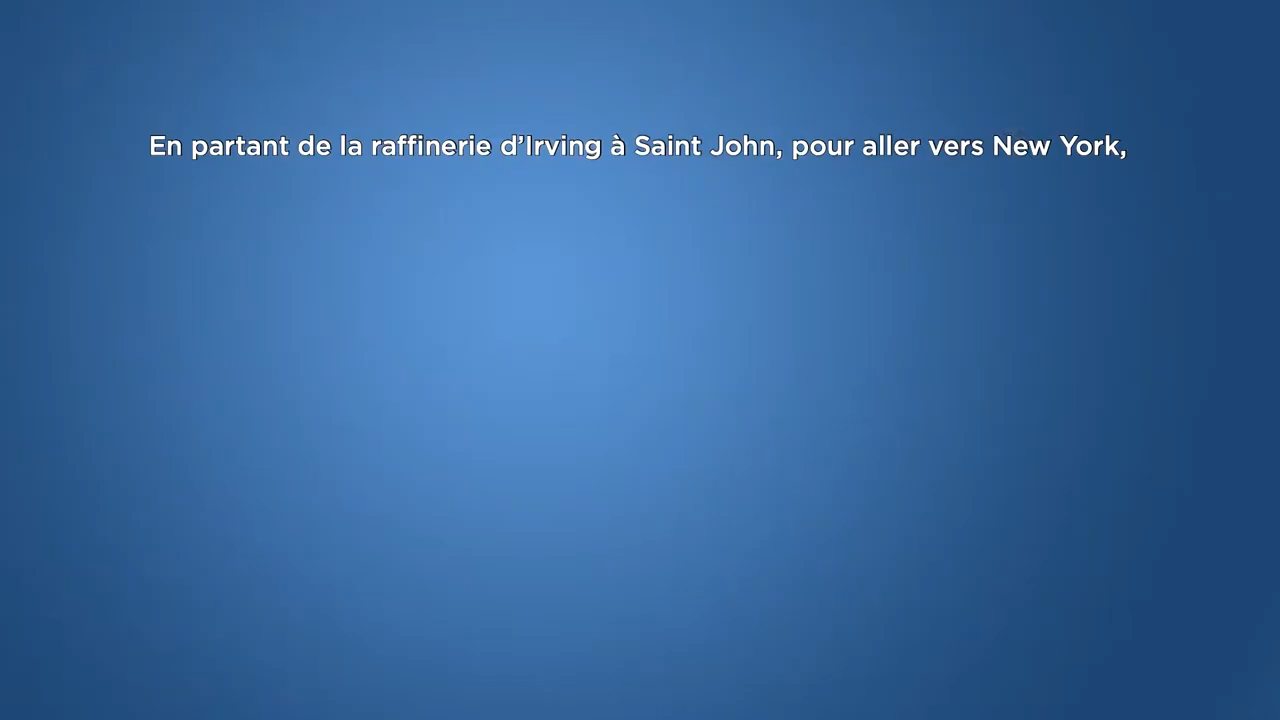 En partant de la raffinerie d’Irving à Saint John, pour aller vers New York,